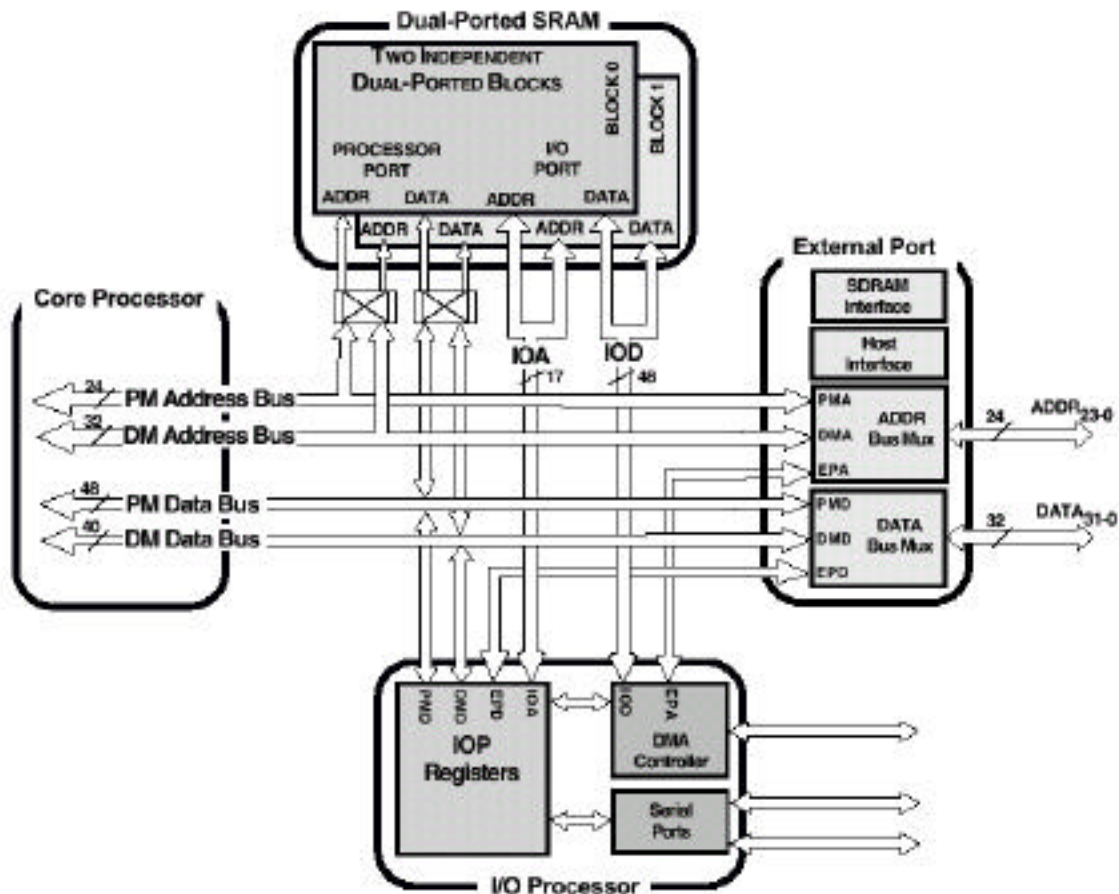 Dual-Ported SRAM
TWO INDEPENDENT
DUAL-PORTED BLOCKS
BLOCK 0
BLOCK 1
PROCESSOR
PORT
I/O
PORT
ADDR
DATA
ADDR
DATA
ADDR
DATA
ADDR
DATA
External Port
SDRAM
Interface
Host
Interface
Core Processor
IOA
17
IOD
48
24
PM Address Bus
32
DM Address Bus
48
PM Data Bus
40
DM Data Bus
PMA
DMA
EPA
ADDR
Bus Mux
24
ADDR23-0
PMD
DMD
EPD
DATA
Bus Mux
32
DATA31-0
PMD
DMD
EPD
IOA
IOP
Registers
IOD
EPA
DMA
Controller
Serial
Ports
I/O Processor